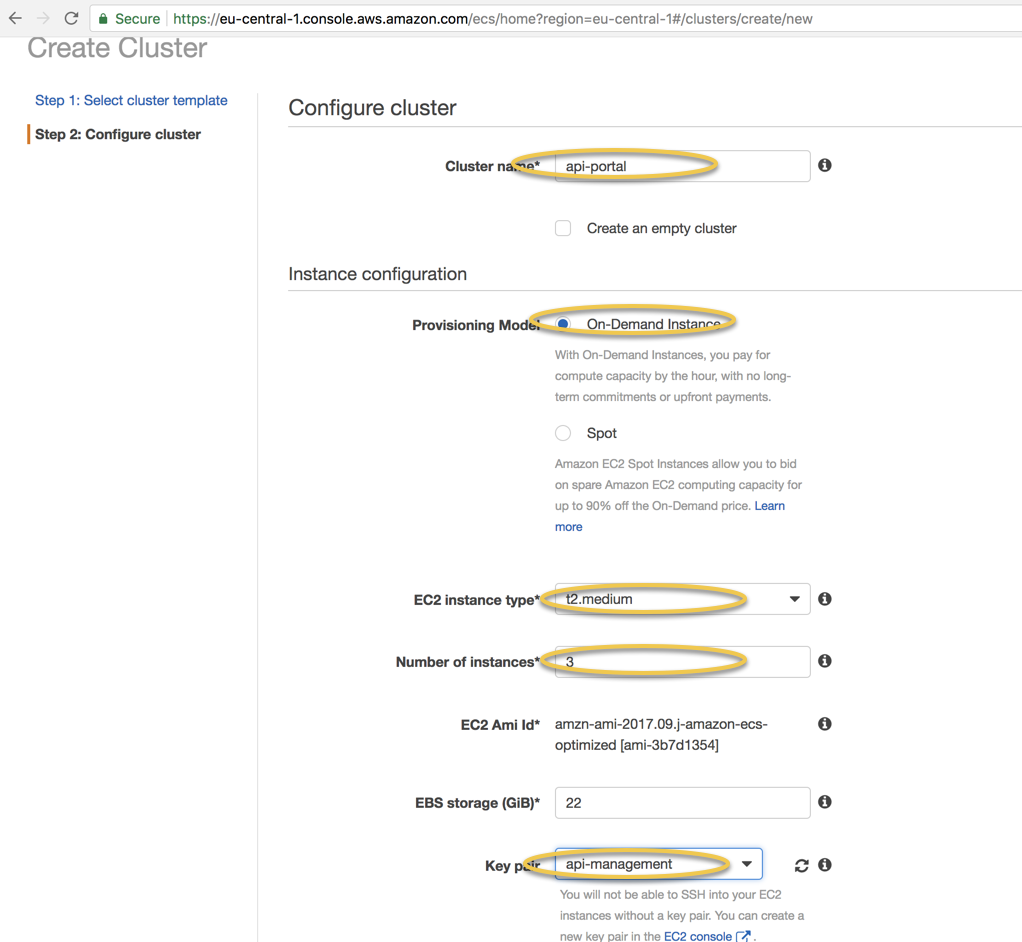 Secure https://eu-central-1.console.aws.amazon.com/ecs/home?region=eu-central-1#/clusters/create/new
Create Cluster
Step 1: Select cluster template
Step 2: Configure cluster
Configure cluster
Cluster name* api-portal
Create an empty cluster
Instance configuration
Provisioning Model On-Demand Instance
With On-Demand Instances, you pay for
compute capacity by the hour, with no long-
term commitments or upfront payments.
Spot
Amazon EC2 Spot Instances allow you to bid
on spare Amazon EC2 computing capacity for
up to 90% off the On-Demand price. Learn
more
EC2 instance type* t2.medium
Number of instances* 3
EC2 Ami Id* amzn-ami-2017.09.j-amazon-ecs-
optimized [ami-3b7d1354]
EBS storage (GiB)* 22
Key pair api-management
You will not be able to SSH into your EC2
instances without a key pair. You can create a
new key pair in the EC2 console .